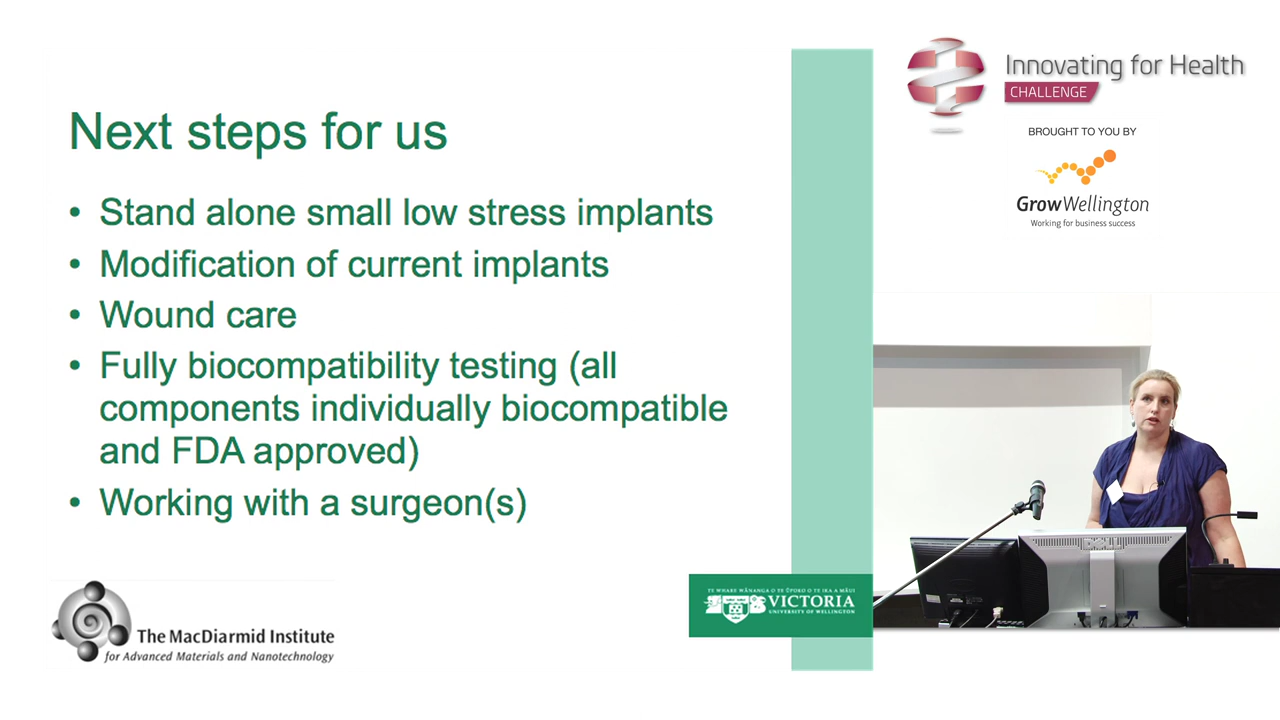 Next steps for us
• Stand alone small low stress implants
• Modification of current implants
• Wound care
• Fully biocompatibility testing (all
components individually biocompatible
and FDA approved)
• Working with a surgeon(s)
The MacDiarmid Institute
for Advanced Materials and Nanotechnology
TE WHARE WĀNANGA O TE ŪPOKO O TE IKA A MĀUI
VICTORIA
UNIVERSITY OF WELLINGTON
Innovating for Health
CHALLENGE
BROUGHT TO YOU BY
GrowWellington
Working for business success